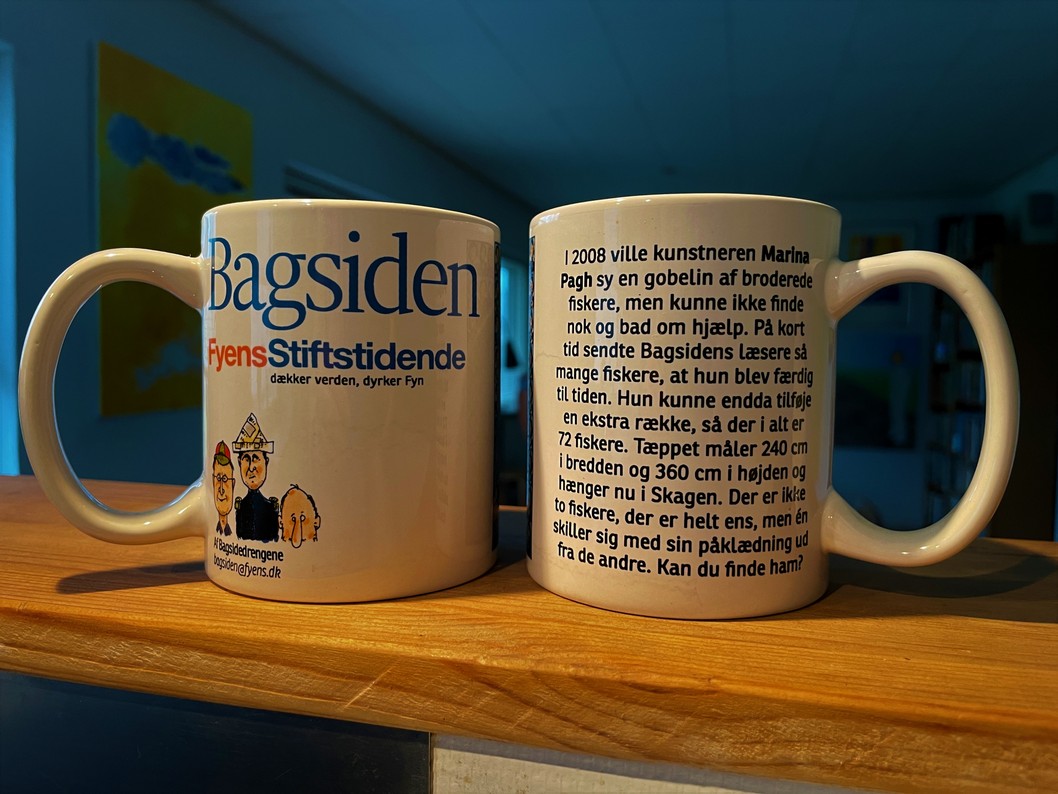 Bagsiden
FyensStiftstidende
dækker verden, dyrker Fyn
Af Bagsidedrengene
bagsiden@fyens.dk
I 2008 ville kunstneren Marina
Pagh sy en gobelin af broderede
fiskere, men kunne ikke finde
nok og bad om hjælp. På kort
tid sendte Bagsidens læsere så
mange fiskere, at hun blev færdig
til tiden. Hun kunne endda tilføje
en ekstra række, så der i alt er
72 fiskere. Tæppet måler 240 cm
i bredden og 360 cm i højden og
hænger nu i Skagen. Der er ikke
to fiskere, der er helt ens, men én
skiller sig med sin påklædning ud
fra de andre. Kan du finde ham?